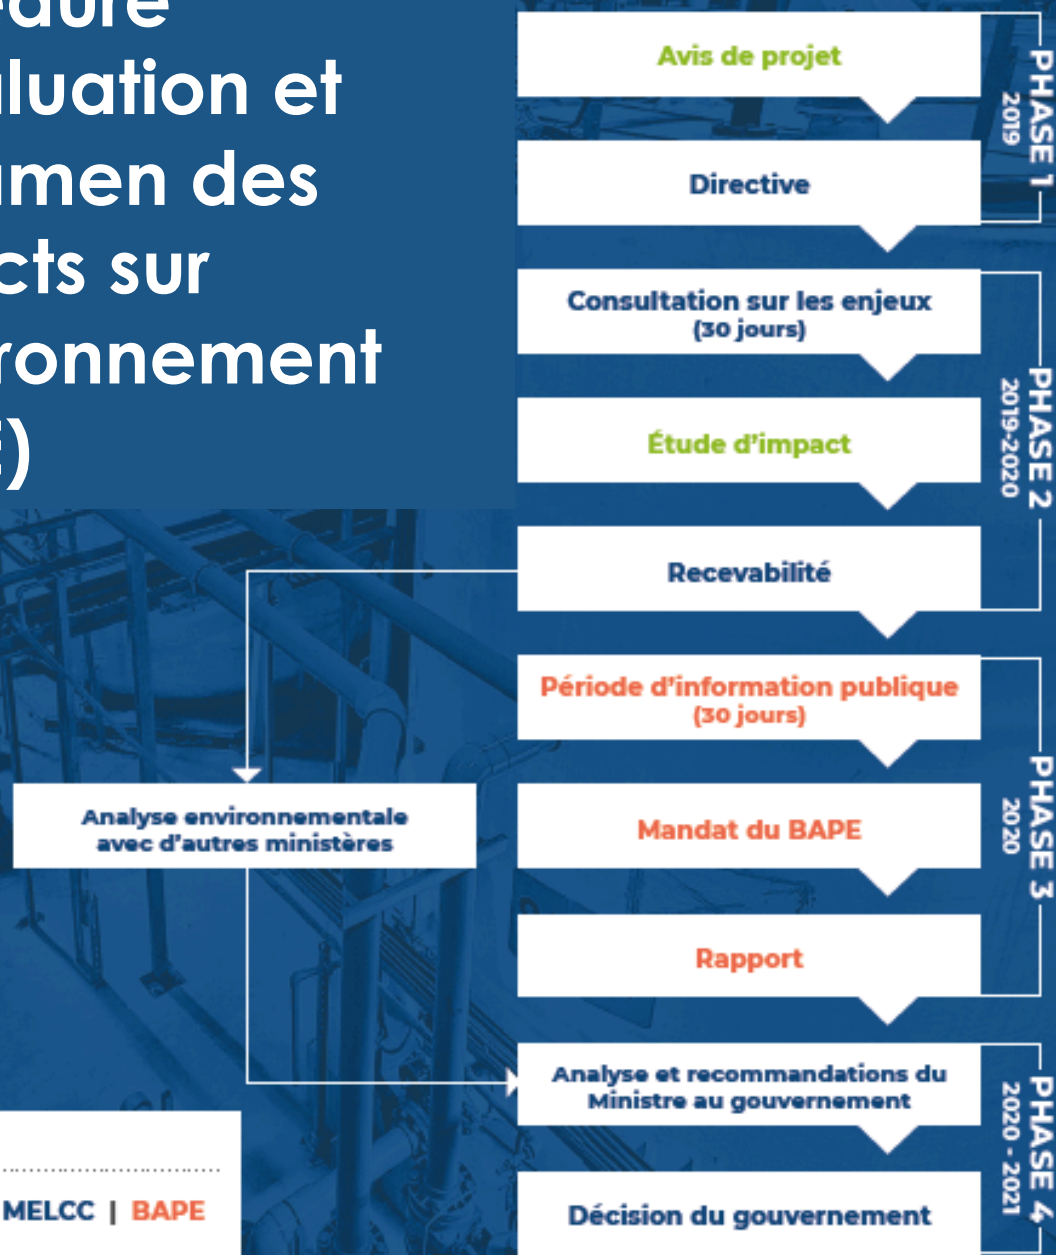 luation et
men des
cts sur
ronnement
)
Avis de projet
Directive
Consultation sur les enjeux
(30 jours)
Étude d'impact
Recevabilité
Période d'information publique
(30 jours)
Analyse environnementale
avec d'autres ministères
Mandat du BAPE
Rapport
Analyse et recommandations du
Ministre au gouvernement
Décision du gouvernement
PHASE 1
2019
PHASE 2
2019-2020
PHASE 3
2020
PHASE 4
2020 - 2021
MELCC | BAPE